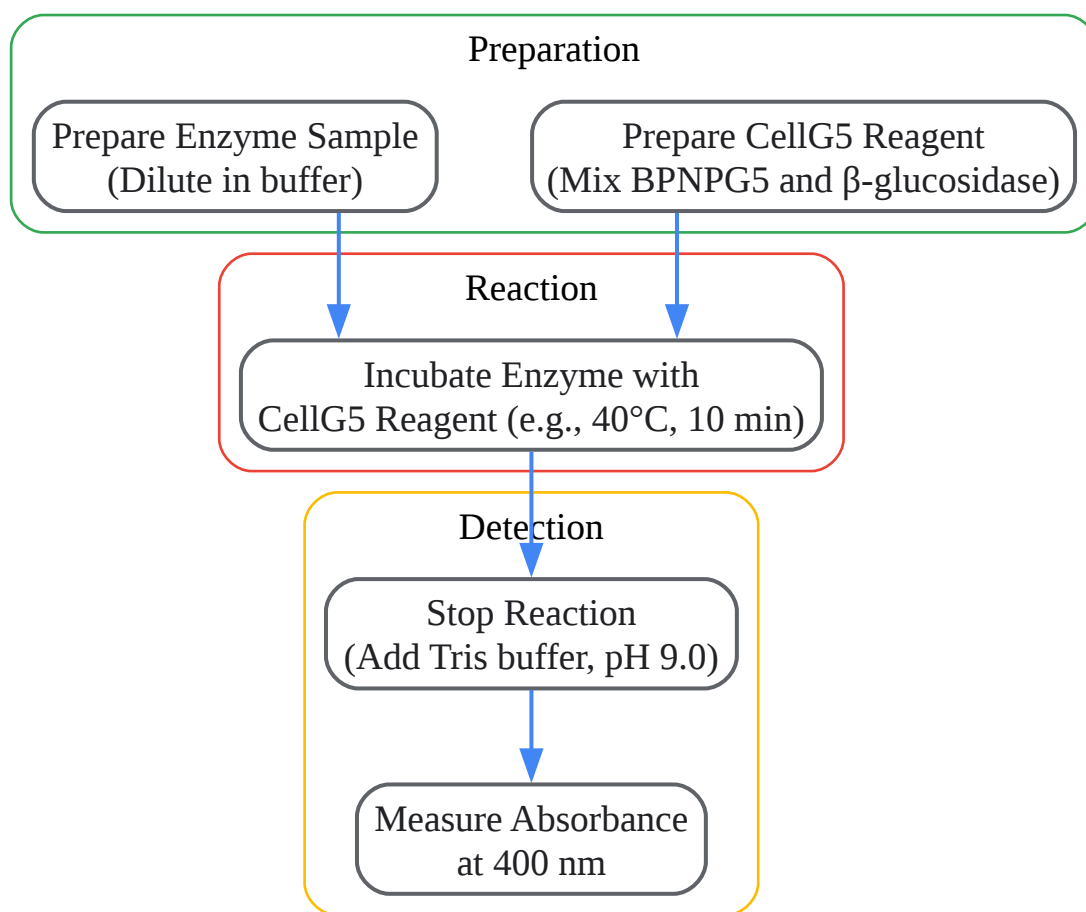 Preparation
Prepare Enzyme Sample
(Dilute in buffer)
Prepare CellG5 Reagent
(Mix BPNPG5 and β-glucosidase)
Reaction
Incubate Enzyme with
CellG5 Reagent (e.g., 40°C, 10 min)
Detection
Stop Reaction
(Add Tris buffer, pH 9.0)
Measure Absorbance
at 400 nm